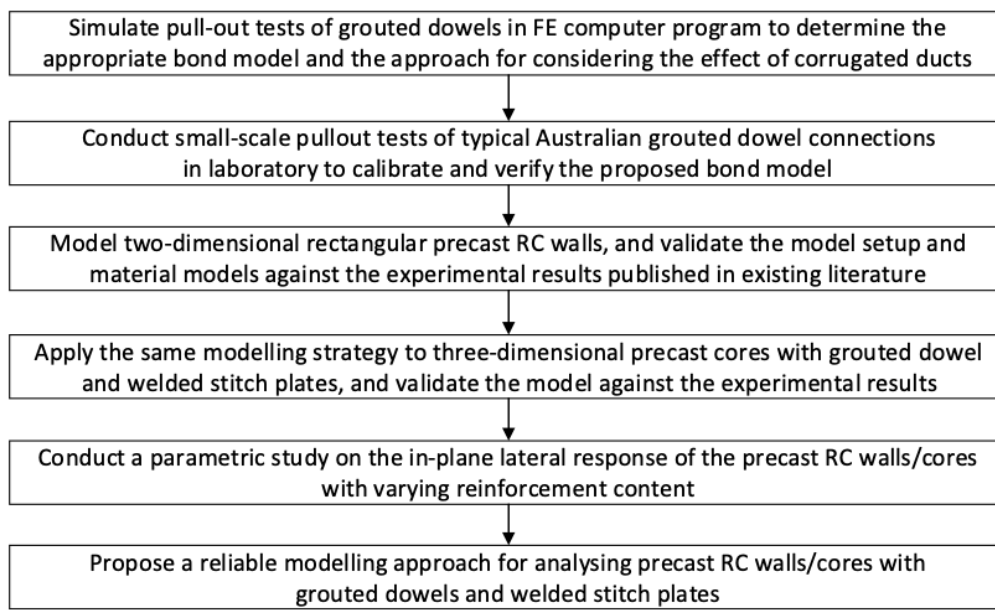 Simulate pull-out tests of grouted dowels in FE computer program to determine the
appropriate bond model and the approach for considering the effect of corrugated ducts
Conduct small-scale pullout tests of typical Australian grouted dowel connections
in laboratory to calibrate and verify the proposed bond model
Model two-dimensional rectangular precast RC walls, and validate the model setup and
material models against the experimental results published in existing literature
Apply the same modelling strategy to three-dimensional precast cores with grouted dowel
and welded stitch plates, and validate the model against the experimental results
Conduct a parametric study on the in-plane lateral response of the precast RC walls/cores
with varying reinforcement content
Propose a reliable modelling approach for analysing precast RC walls/cores with
grouted dowels and welded stitch plates